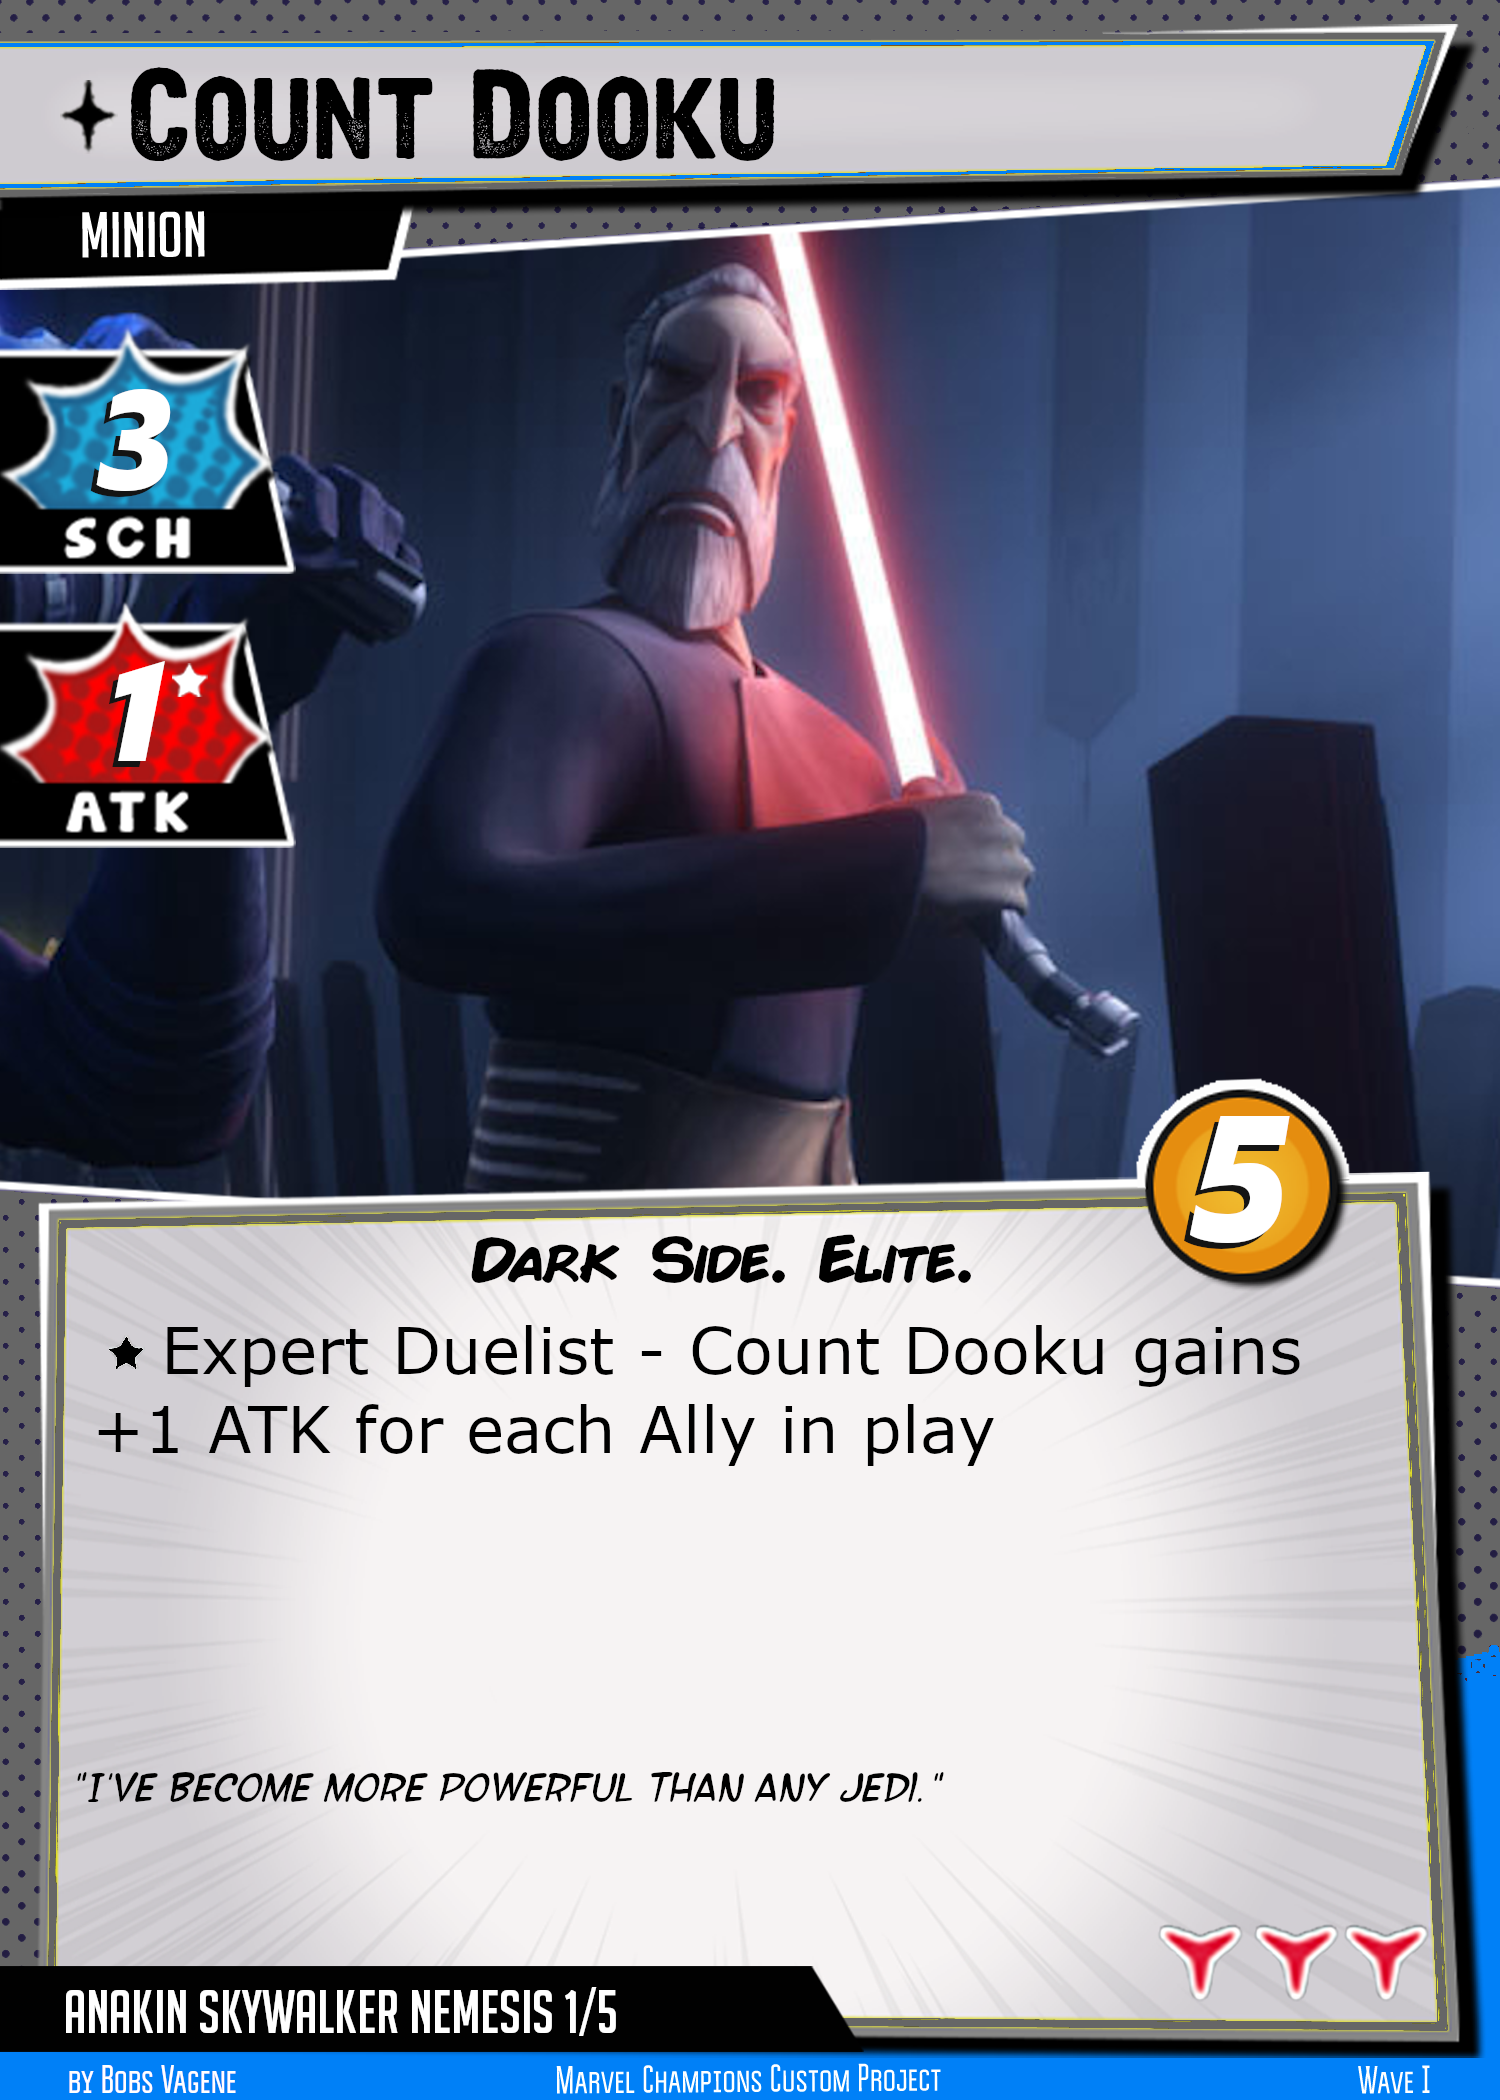 Count Dooku
MINION
3
SCH
1
ATK
5
Dark Side. Elite.
Expert Duelist - Count Dooku gains
+1 ATK for each Ally in play
"I'VE BECOME MORE POWERFUL THAN ANY JEDI."
ANAKIN SKYWALKER NEMESIS 1/5
by Bobs Vagene
Marvel Champions Custom Project
Wave I